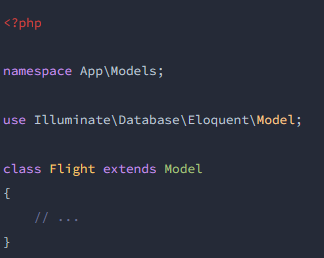 <?php
namespace App\Models;
use Illuminate\Database\Eloquent\Model;
class Flight extends Model
{
// ...
}